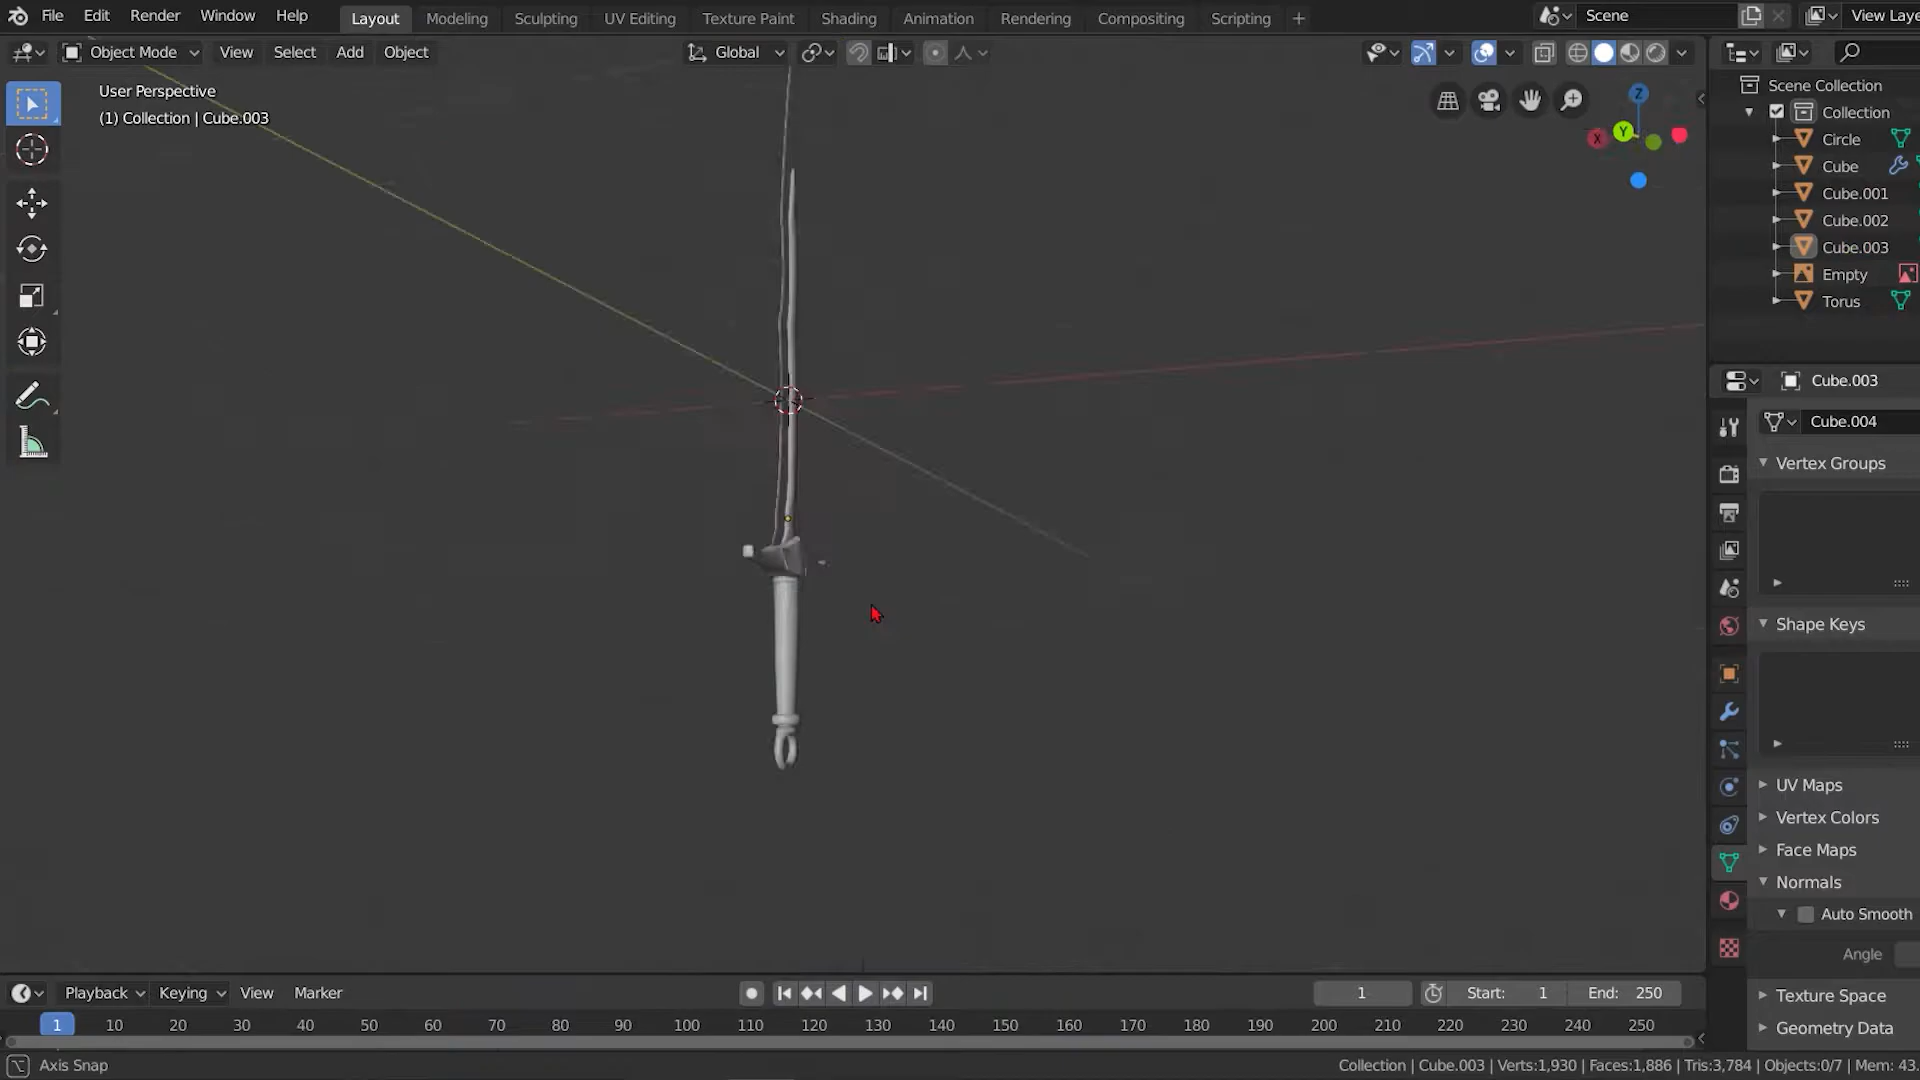 File Edit Render Window Help Layout Modeling Sculpting UV Editing Texture Paint Shading Animation Rendering Compositing Scripting + Scene View Laye
Object Mode View Select Add Object Global
User Perspective
(1) Collection | Cube.003
Z
X
Y
Scene Collection
Collection
Circle
Cube
Cube.001
Cube.002
Cube.003
Empty
Torus
Cube.003
Cube.004
Vertex Groups
Shape Keys
UV Maps
Vertex Colors
Face Maps
Normals
Auto Smooth
Angle
Texture Space
Geometry Data
Playback Keying View Marker 1 Start: 1 End: 250
1 10 20 30 40 50 60 70 80 90 100 110 120 130 140 150 160 170 180 190 200 210 220 230 240 250
Axis Snap Collection | Cube.003 | Verts:1,930 | Faces:1,886 | Tris:3,784 | Objects:0/7 | Mem: 43.